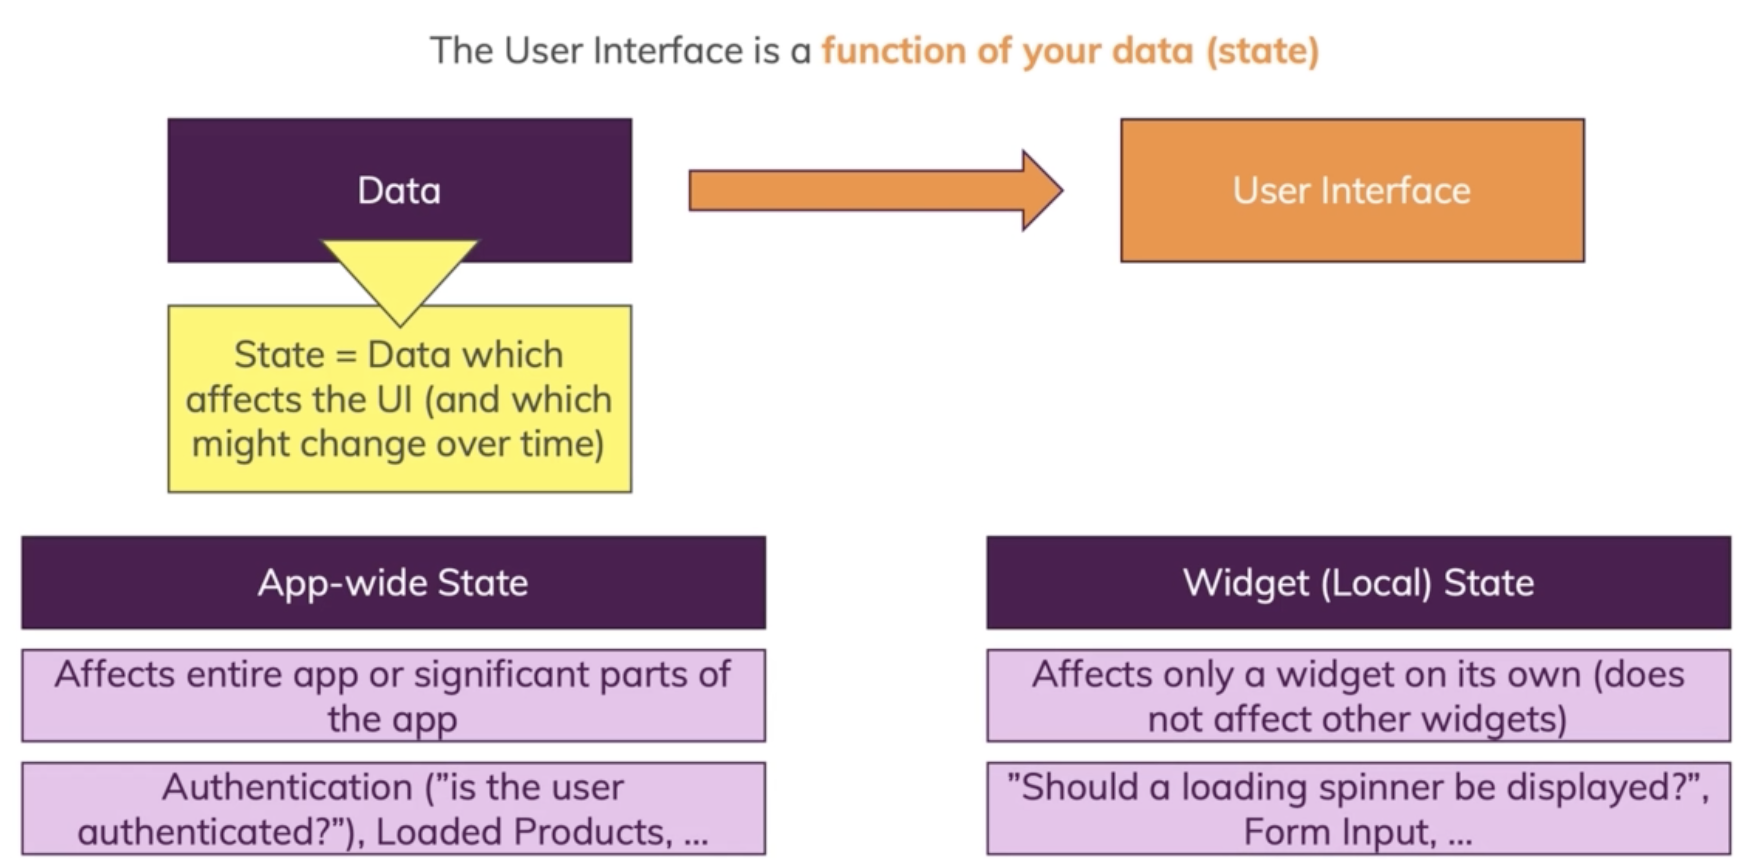 The User Interface is a function of your data (state)
Data
User Interface
State = Data which
affects the UI (and which
might change over time)
App-wide State
Affects entire app or significant parts of
the app
Authentication (”is the user
authenticated?”), Loaded Products, ...
Widget (Local) State
Affects only a widget on its own (does
not affect other widgets)
”Should a loading spinner be displayed?”,
Form Input, ...